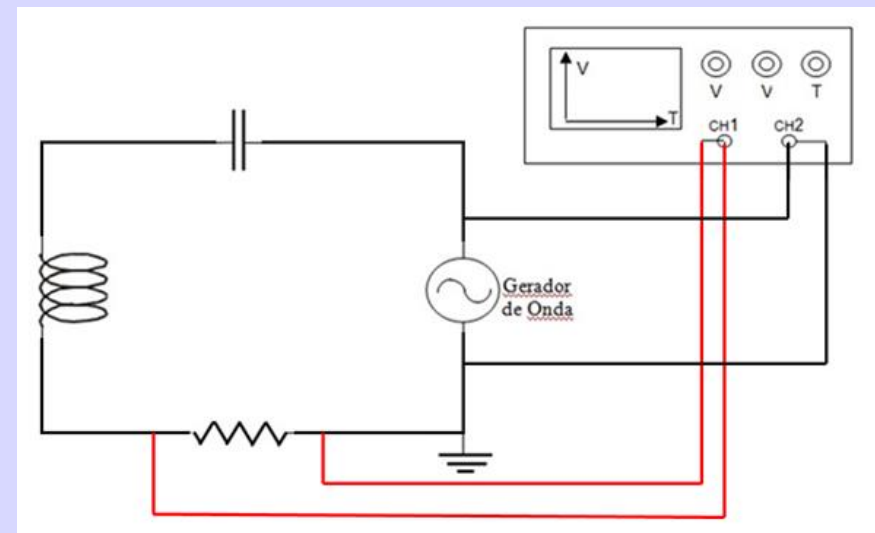 V
T
V V T
CH1 CH2
Gerador
de Onda